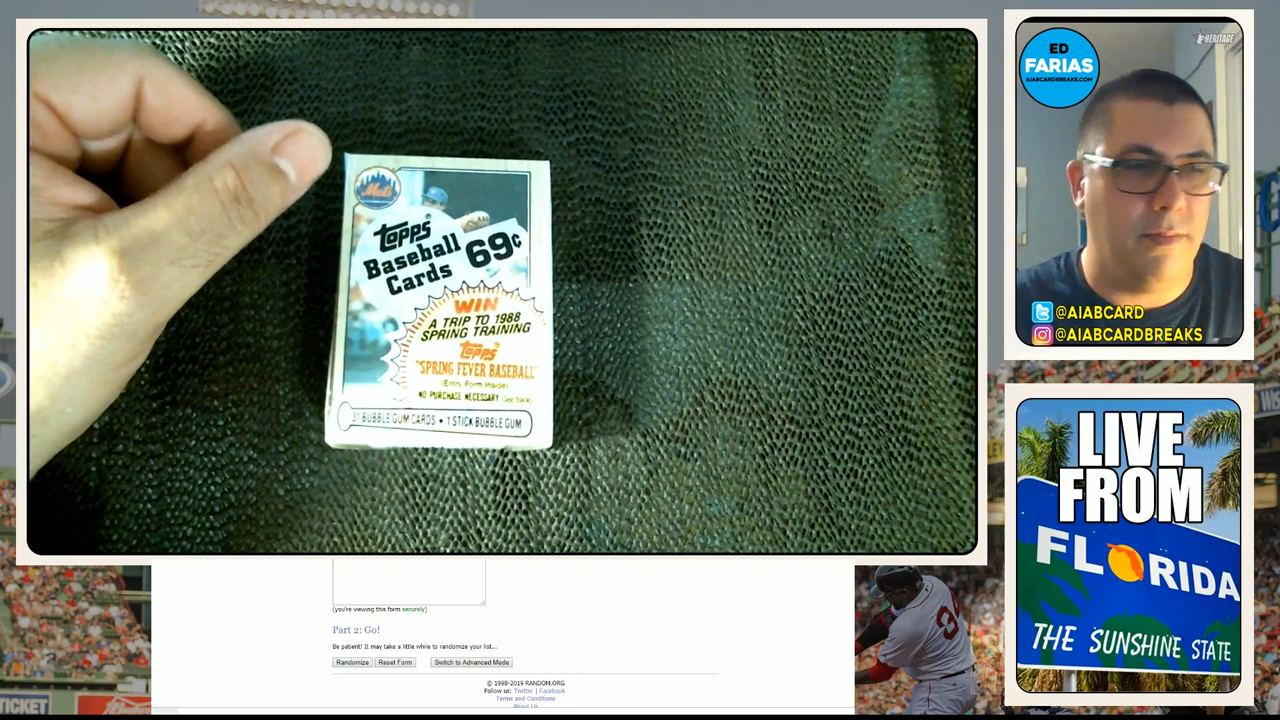 Mets
Topps
Baseball
Cards
69¢
WIN
A TRIP TO 1988
SPRING TRAINING
Topps
"SPRING FEVER BASEBALL"
(Entry Form Inside)
NO PURCHASE NECESSARY (See back)
31 BUBBLE GUM CARDS • 1 STICK BUBBLE GUM
HERITAGE
ED
FARIAS
AIABCARDBREAKS.COM
@AIABCARD
@AIABCARDBREAKS
LIVE
FROM
FLORIDA
THE SUNSHINE STATE
(you're viewing this form securely)
Part 2: Go!
Be patient! It may take a little while to randomize your list...
Randomize Reset Form Switch to Advanced Mode
© 1998-2019 RANDOM.ORG
Follow us: Twitter | Facebook
Terms and Conditions
About Us
TICKET